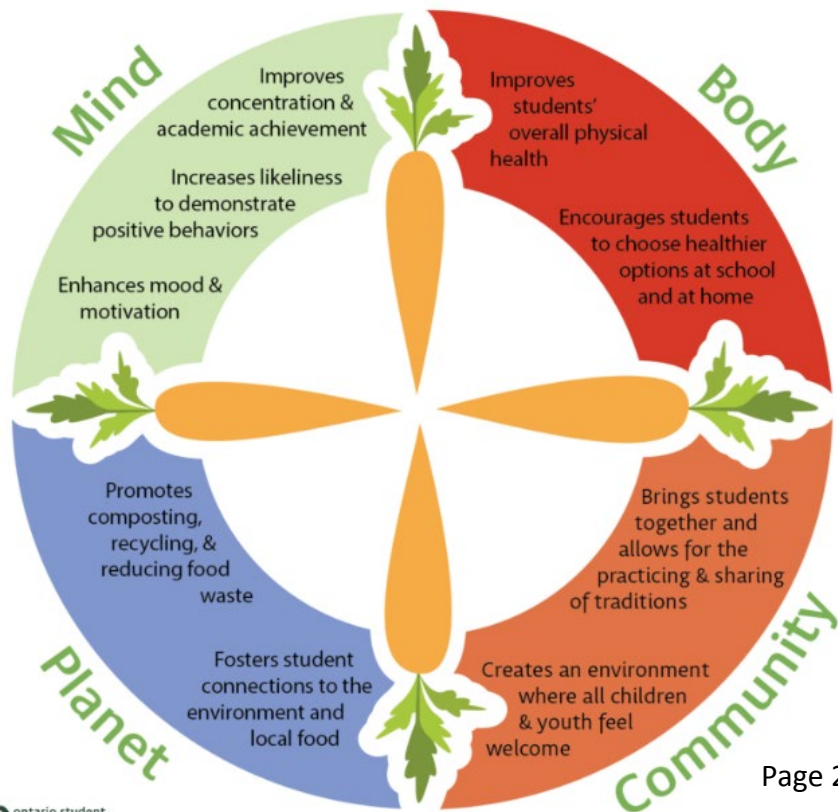 Mind
Improves
concentration &
academic achievement
Increases likeliness
to demonstrate
positive behaviors
Enhances mood &
motivation
Body
Improves
students'
overall physical
health
Encourages students
to choose healthier
options at school
and at home
Planet
Promotes
composting,
recycling, &
reducing food
waste
Fosters student
connections to the
environment and
local food
Community
Brings students
together and
allows for the
practicing & sharing
of traditions
Creates an environment
where all children
& youth feel
welcome
Page 2
ontario student